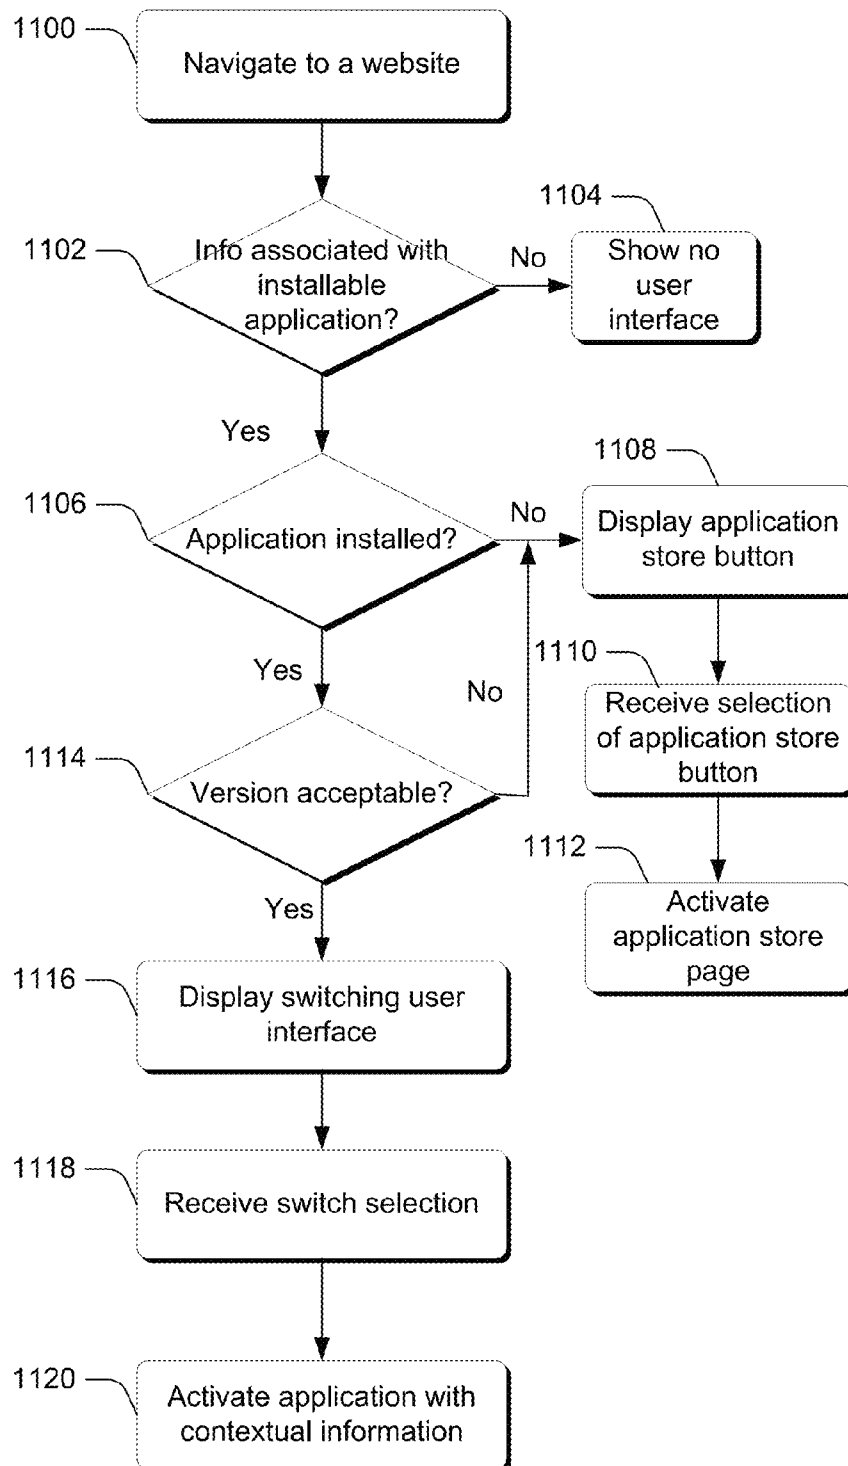 1100
Navigate to a website
1104
1102
Info associated with
installable
application?
No
Show no
user
interface
Yes
1108
1106
Application installed?
No
Display application
store button
Yes
1110
No
Receive selection
of application store
button
1114
Version acceptable?
1112
Yes
Activate
application store
page
1116
Display switching user
interface
1118
Receive switch selection
1120
Activate application with
contextual information